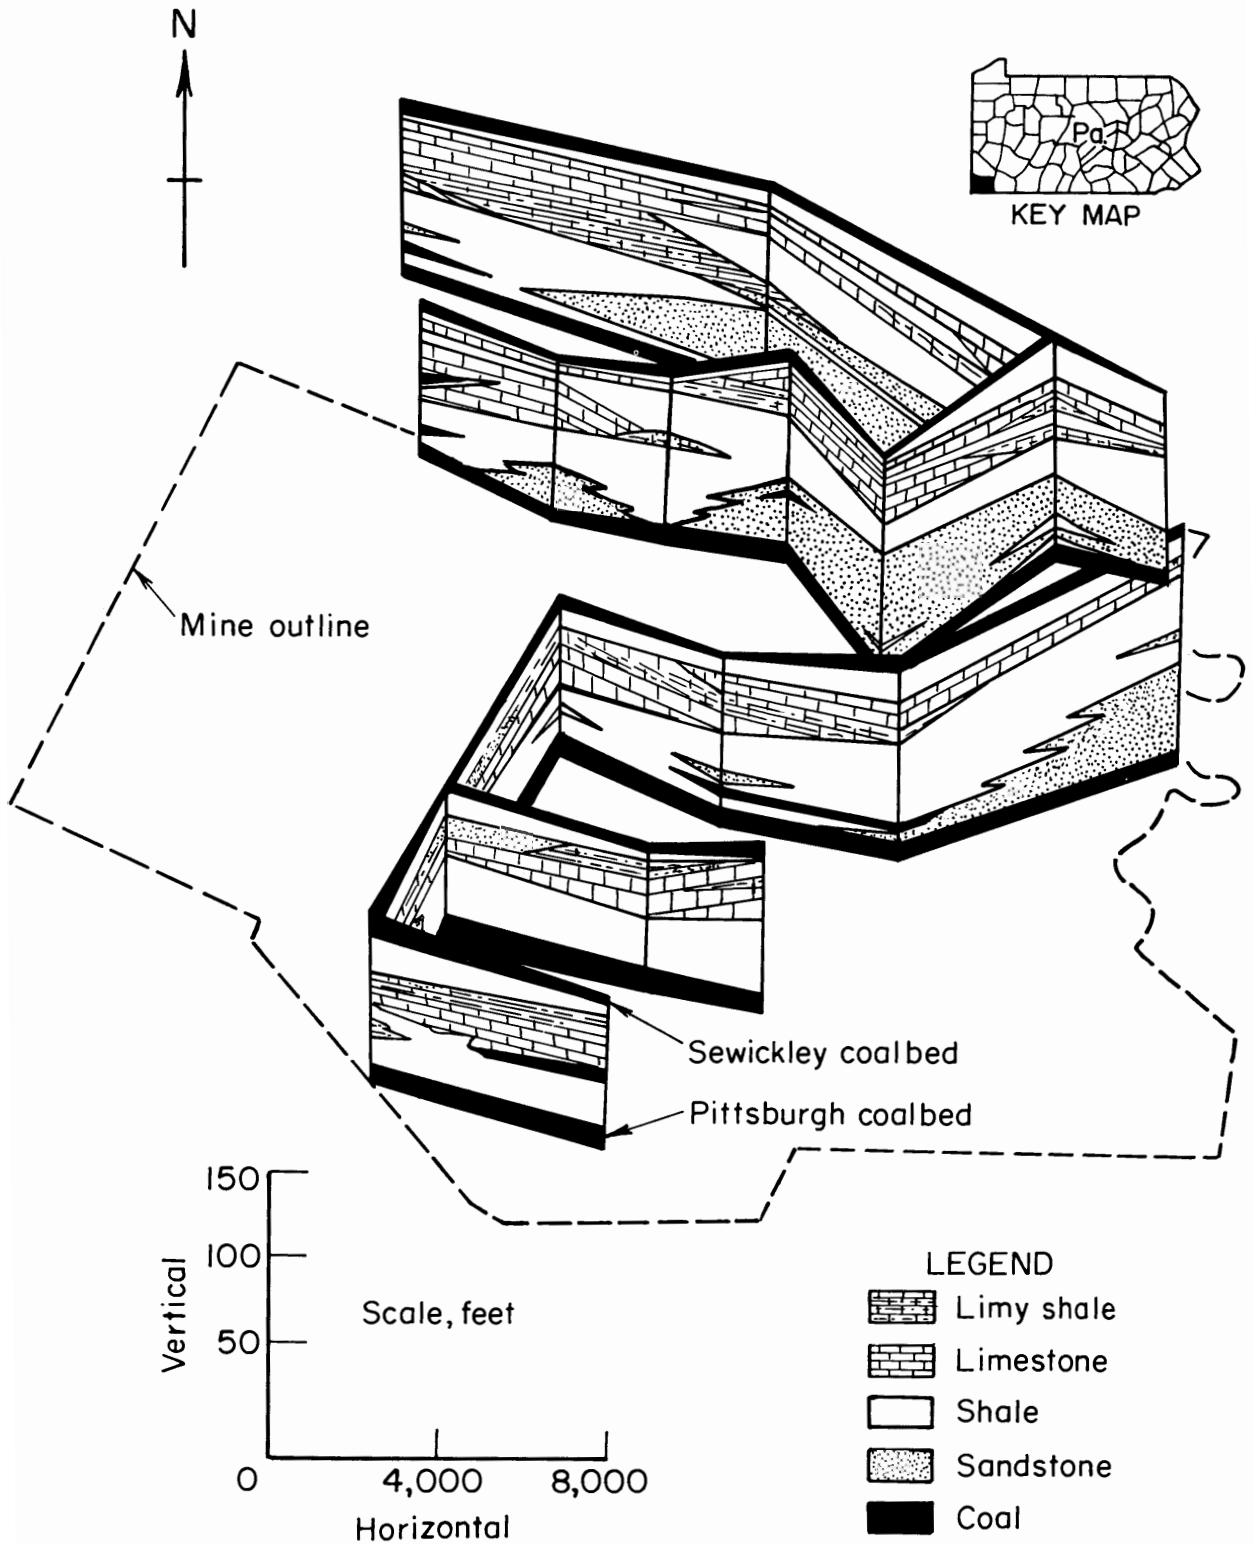 N
Pa.
KEY MAP
Mine outline
Sewickley coalbed
Pittsburgh coalbed
150
100
50
0
Vertical
Scale, feet
4,000
8,000
Horizontal
LEGEND
Limy shale
Limestone
Shale
Sandstone
Coal